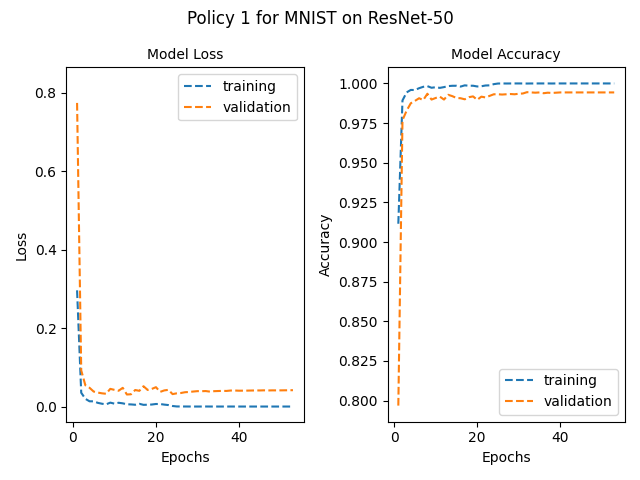 Policy 1 for MNIST on ResNet-50
Model Loss
training
validation
0.8
0.6
0.4
0.2
0.0
Loss
0
20
40
Epochs
Model Accuracy
1.000
0.975
0.950
0.925
0.900
0.875
0.850
0.825
0.800
Accuracy
training
validation
0
20
40
Epochs